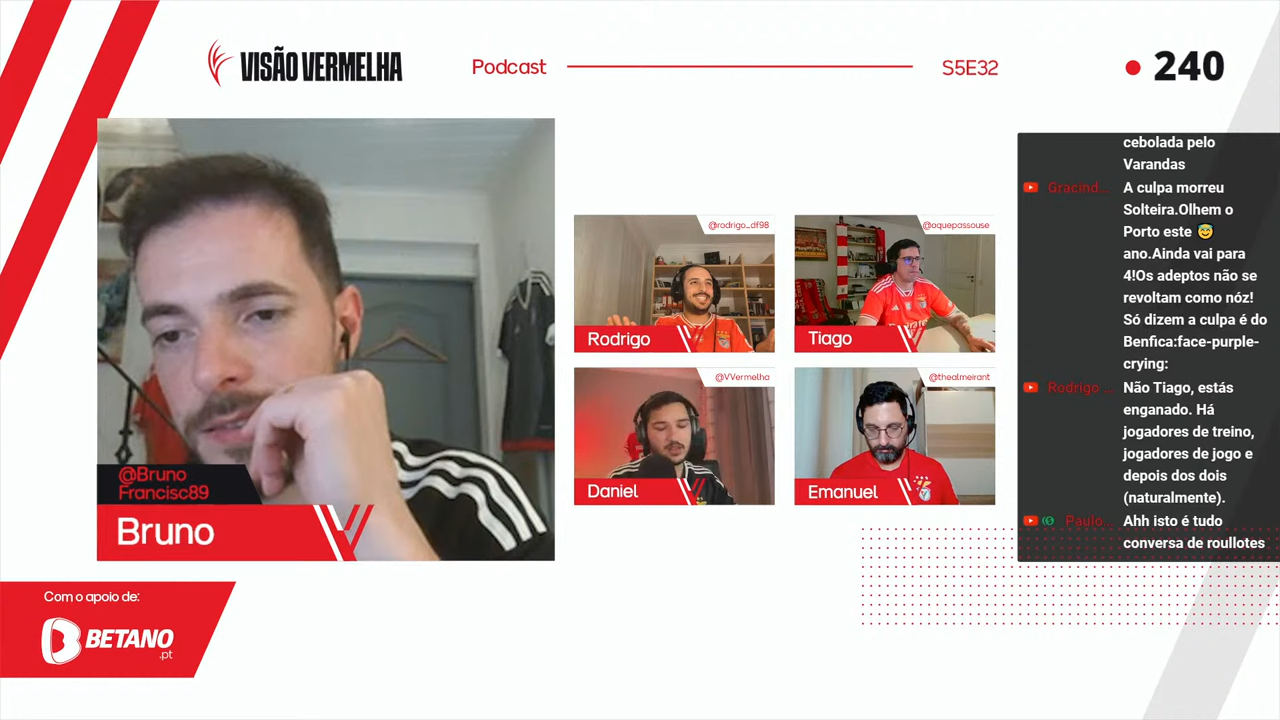 VISÃO VERMELHA
Podcast
S5E32
240
@Bruno
Francisc89
Bruno
@rodrigo_df98
Rodrigo
@oquepassouse
Tiago
@VVermelha
Daniel
@thealmeirant
Emanuel
cebolada pelo
Varandas
Gracind...
A culpa morreu
Solteira.Olhem o
Porto este 😇
ano.Ainda vai para
4!Os adeptos não se
revoltam como nóz!
Só dizem a culpa é do
Benfica:face-purple-
crying:
Rodrigo ...
Não Tiago, estás
enganado. Há
jogadores de treino,
jogadores de jogo e
depois dos dois
(naturalmente).
Paulo...
Ahh isto é tudo
conversa de roullotes
Com o apoio de:
BETANO
.pt